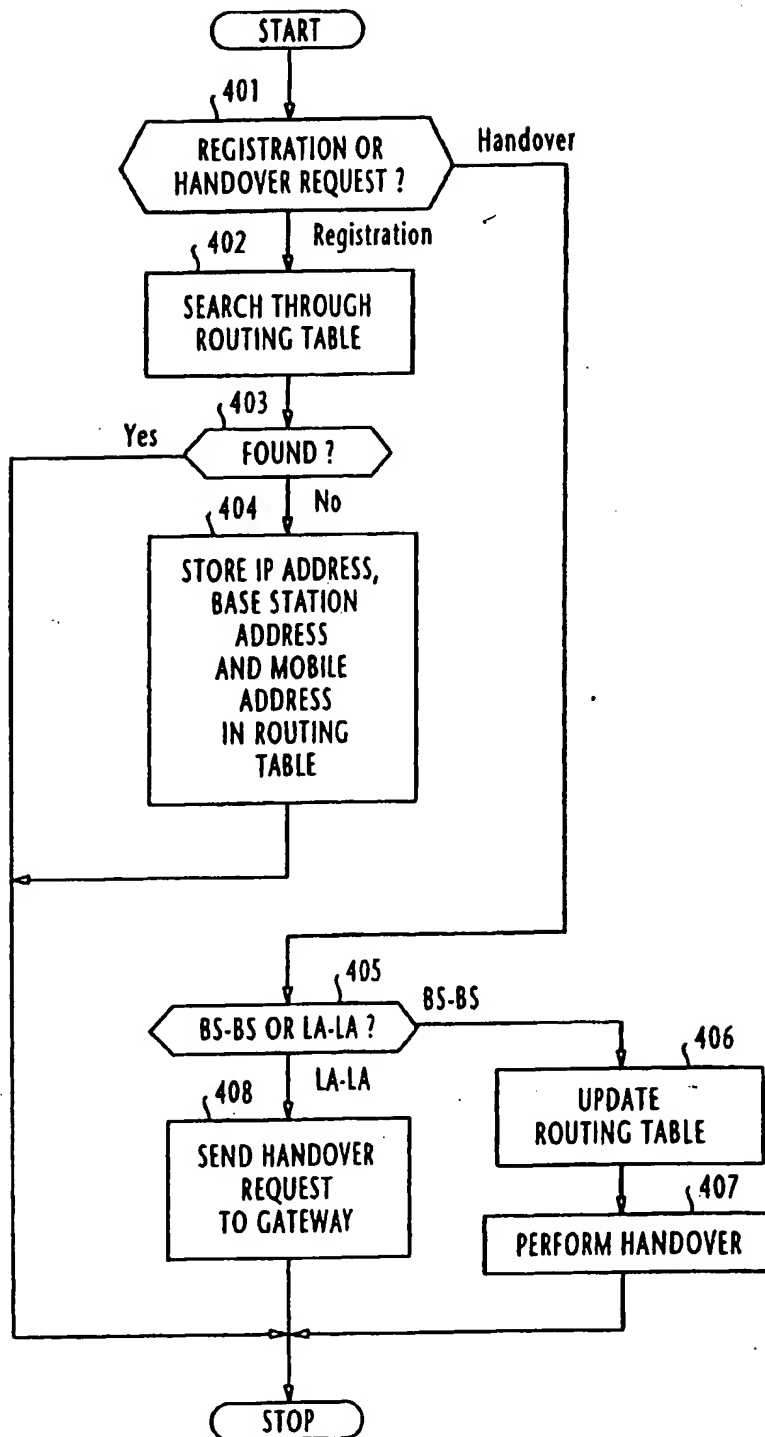 START
401
REGISTRATION OR
HANDOVER REQUEST ?
Handover
Registration
402
SEARCH THROUGH
ROUTING TABLE
403
Yes
FOUND ?
No
404
STORE IP ADDRESS,
BASE STATION
ADDRESS
AND MOBILE
ADDRESS
IN ROUTING
TABLE
405
BS-BS OR LA-LA ?
BS-BS
LA-LA
406
UPDATE
ROUTING TABLE
408
SEND HANDOVER
REQUEST
TO GATEWAY
407
PERFORM HANDOVER
STOP